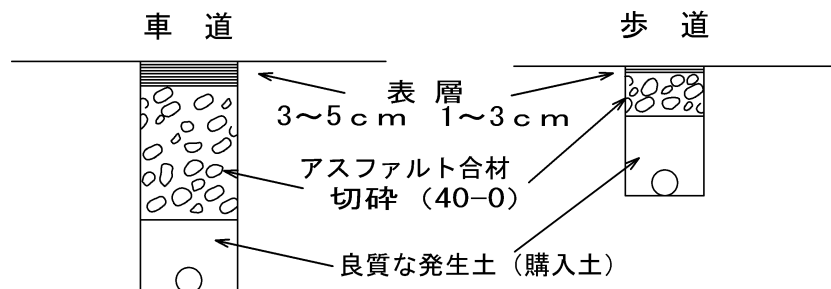 車 道
歩 道
表 層
3～5ｃｍ 1～3ｃｍ
アスファルト合材
切砕（40-0）
良質な発生土（購入土）